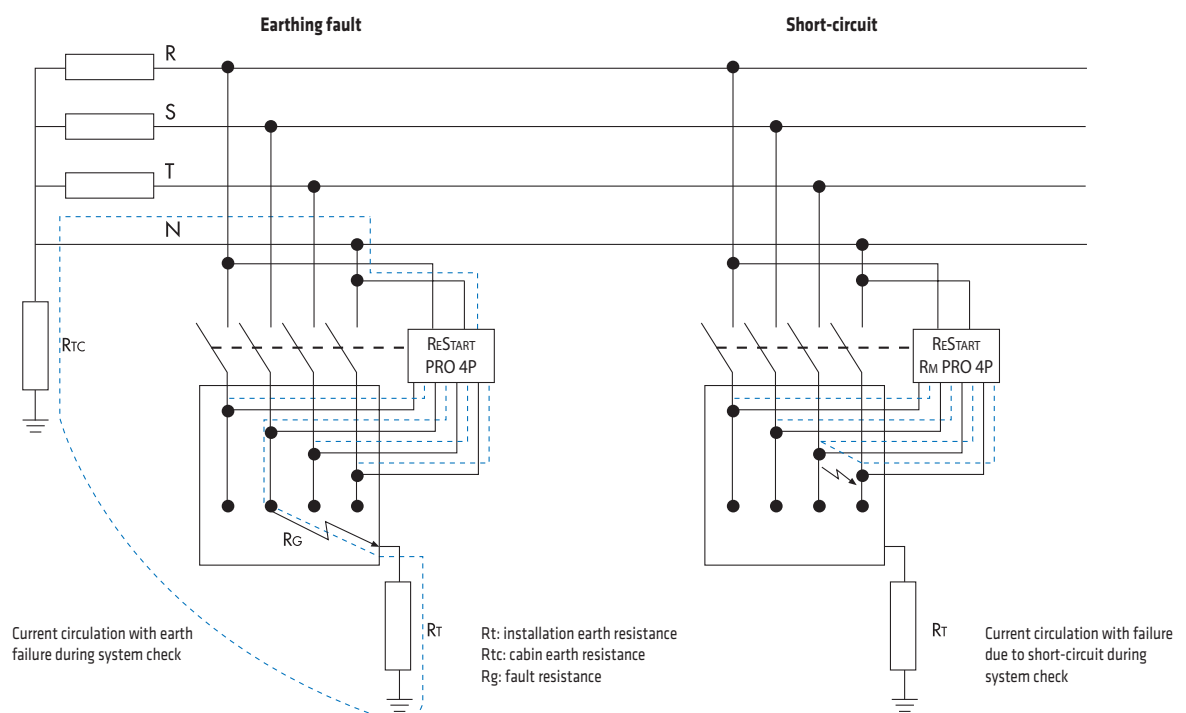 Earthing fault
Short-circuit
R
S
T
N
RTC
ReStart
PRO 4P
ReStart
RM PRO 4P
RG
RT
RT
Current circulation with earth
failure during system check
Rt: installation earth resistance
Rtc: cabin earth resistance
Rg: fault resistance
Current circulation with failure
due to short-circuit during
system check